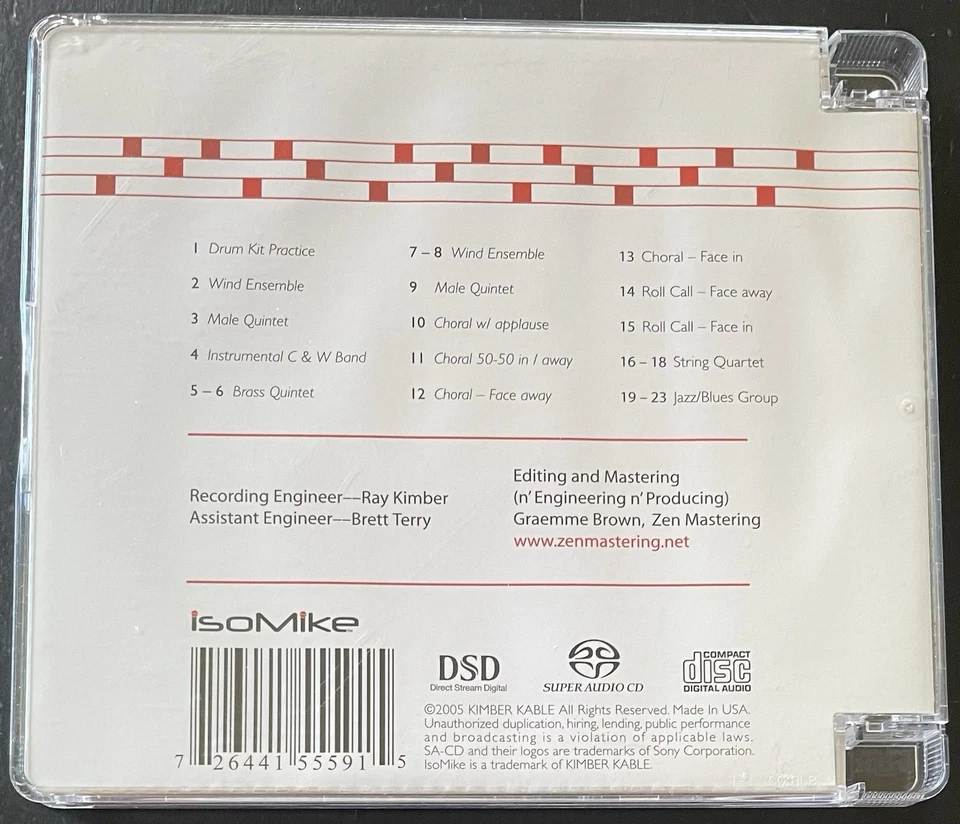 1 Drum Kit Practice
2 Wind Ensemble
3 Male Quintet
4 Instrumental C & W Band
5 – 6 Brass Quintet
7 – 8 Wind Ensemble
9 Male Quintet
10 Choral w/ applause
11 Choral 50-50 in / away
12 Choral – Face away
13 Choral – Face in
14 Roll Call – Face away
15 Roll Call – Face in
16 – 18 String Quartet
19 – 23 Jazz/Blues Group
Recording Engineer––Ray Kimber
Assistant Engineer––Brett Terry
Editing and Mastering
(n' Engineering n' Producing)
Graemme Brown, Zen Mastering
www.zenmastering.net
isoMike
7 26441 55591 5
DSD
Direct Stream Digital
SUPER AUDIO CD
COMPACT
disc
DIGITAL AUDIO
©2005 KIMBER KABLE All Rights Reserved. Made In USA.
Unauthorized duplication, hiring, lending, public performance
and broadcasting is a violation of applicable laws.
SA-CD and their logos are trademarks of Sony Corporation.
IsoMike is a trademark of KIMBER KABLE.